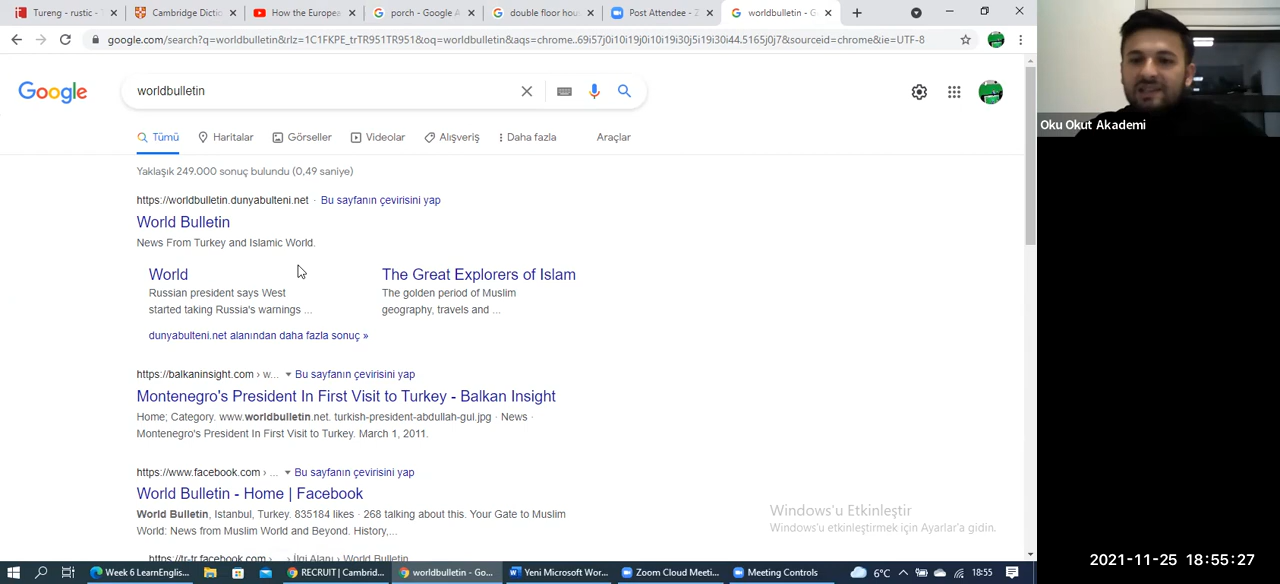 Tureng - rustic -
Cambridge Dictio
How the Europea
porch - Google A
double floor hou
Post Attendee - Z
worldbulletin - G
google.com/search?q=worldbulletin&rlz=1C1FKPE_trTR951TR951&oq=worldbulletin&aqs=chrome..69i57j0i10i19j0i10i19i30j5i19i30i44.5165j0j7&sourceid=chrome&ie=UTF-8
Google
worldbulletin
Tümü
Haritalar
Görseller
Videolar
Alışveriş
Daha fazla
Araçlar
Yaklaşık 249.000 sonuç bulundu (0,49 saniye)
https://worldbulletin.dunyabulteni.net · Bu sayfanın çevirisini yap
World Bulletin
News From Turkey and Islamic World.
World
Russian president says West
started taking Russia's warnings ...
The Great Explorers of Islam
The golden period of Muslim
geography, travels and ...
dunyabulteni.net alanından daha fazla sonuç »
https://balkaninsight.com › w... Bu sayfanın çevirisini yap
Montenegro's President In First Visit to Turkey - Balkan Insight
Home; Category. www.worldbulletin.net. turkish-president-abdullah-gul.jpg · News ·
Montenegro's President In First Visit to Turkey. March 1, 2011.
https://www.facebook.com › ... Bu sayfanın çevirisini yap
World Bulletin - Home | Facebook
World Bulletin, Istanbul, Turkey. 835184 likes · 268 talking about this. Your Gate to Muslim
World: News from Muslim World and Beyond. History,...
https://tr-tr.facebook.com › ... › İlgi Alanı › World Bulletin
Windows'u Etkinleştir
Windows'u etkinleştirmek için Ayarlar'a gidin.
Oku Okut Akademi
2021-11-25 18:55:27
Week 6 LearnEnglis...
RECRUIT | Cambrid...
worldbulletin - Go...
Yeni Microsoft Wor...
Zoom Cloud Meeti...
Meeting Controls
6°C
18:55